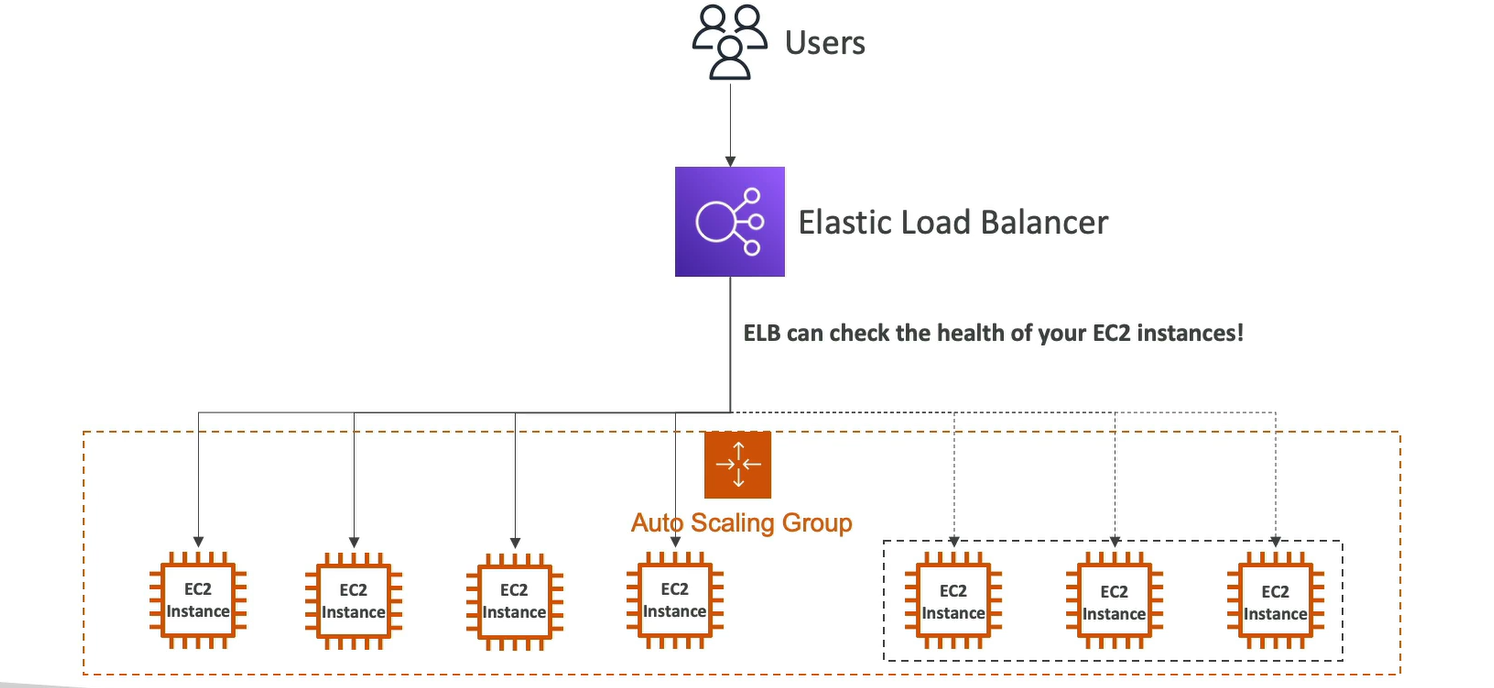 Users
Elastic Load Balancer
ELB can check the health of your EC2 instances!
Auto Scaling Group
EC2
Instance
EC2
Instance
EC2
Instance
EC2
Instance
EC2
Instance
EC2
Instance
EC2
Instance